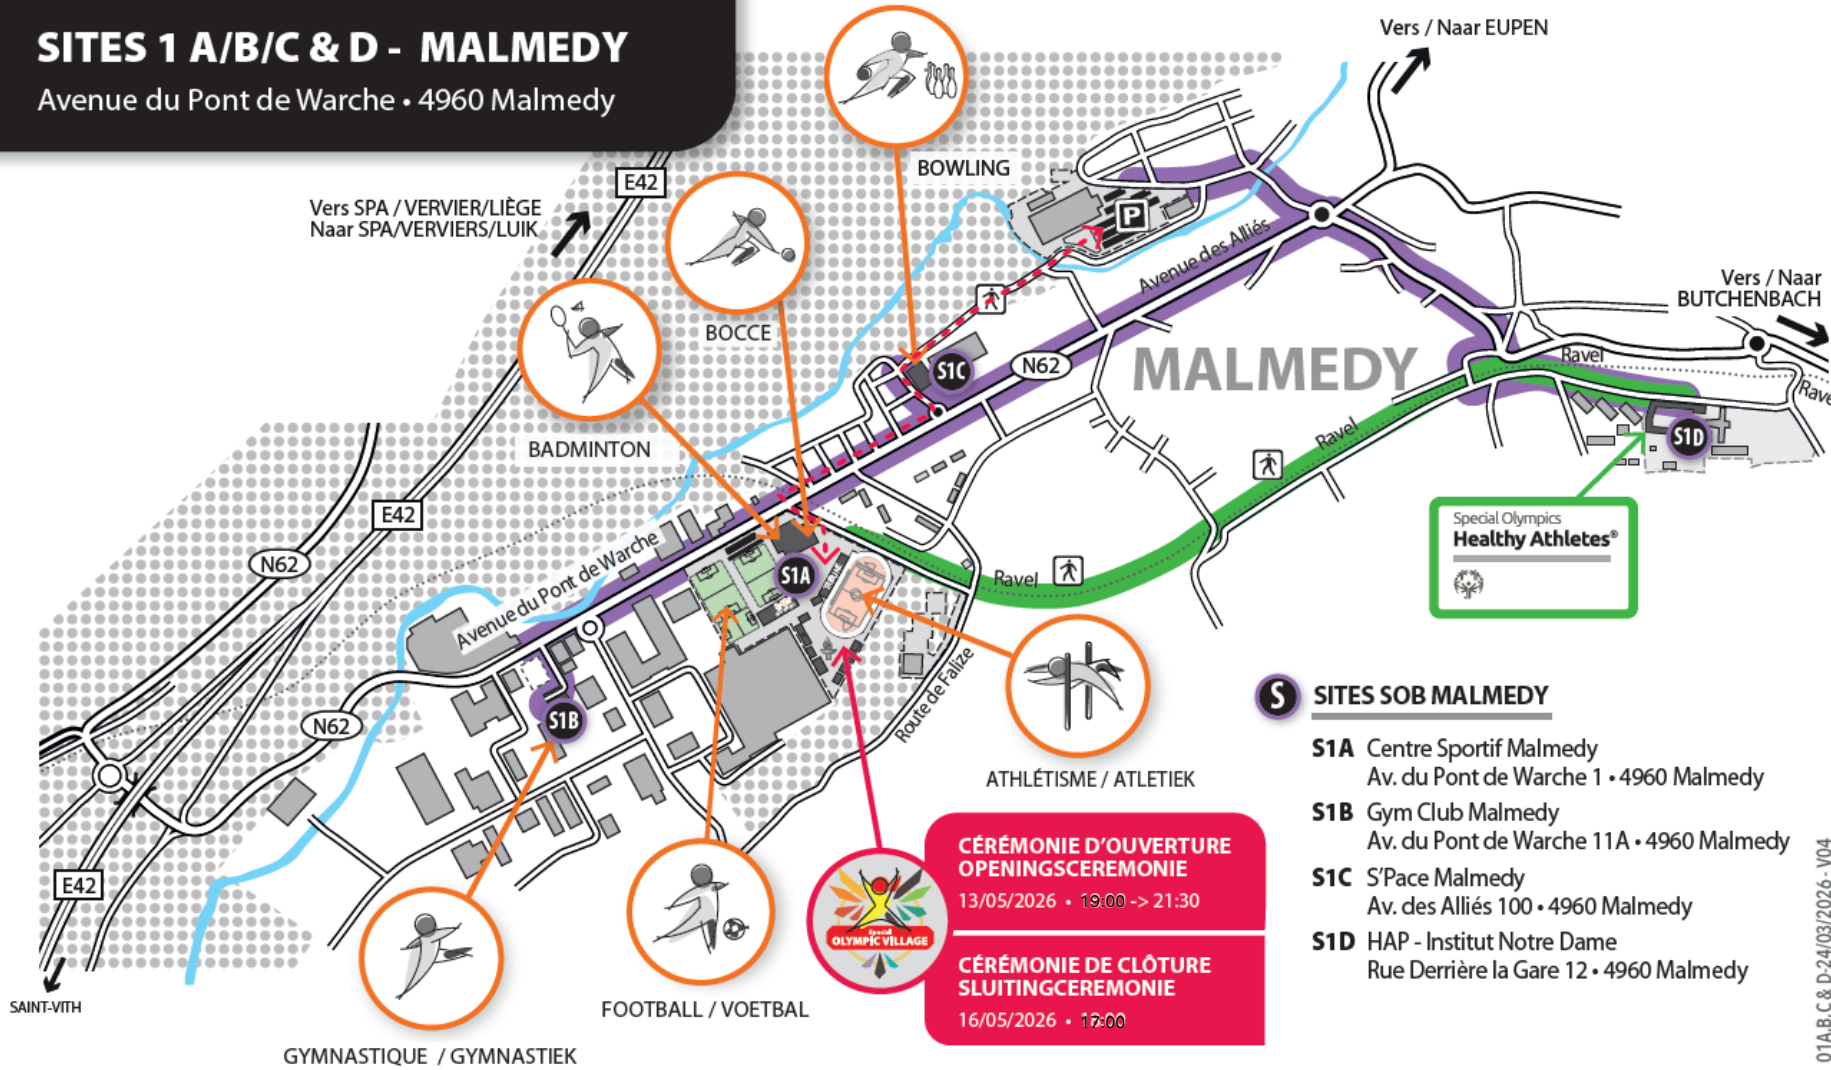 SITES 1 A/B/C & D - MALMEDY
Avenue du Pont de Warche • 4960 Malmedy
Vers / Naar EUPEN
BOWLING
E42
Vers SPA / VERVIER/LIÈGE
Naar SPA/VERVIERS/LUIK
P
Avenue des Alliés
Vers / Naar
BUTCHENBACH
BOCCE
S1C
N62
MALMEDY
Ravel
Ravel
BADMINTON
Ravel
S1D
E42
N62
Avenue du Pont de Warche
S1A
Ravel
Special Olympics
Healthy Athletes®
N62
S1B
Route de Falize
ATHLÉTISME / ATLETIEK
S SITES SOB MALMEDY
S1A Centre Sportif Malmedy
Av. du Pont de Warche 1 • 4960 Malmedy
S1B Gym Club Malmedy
Av. du Pont de Warche 11A • 4960 Malmedy
S1C S'Pace Malmedy
Av. des Alliés 100 • 4960 Malmedy
S1D HAP - Institut Notre Dame
Rue Derrière la Gare 12 • 4960 Malmedy
CÉRÉMONIE D'OUVERTURE
OPENINGSCEREMONIE
13/05/2026 • 19:00 -> 21:30
CÉRÉMONIE DE CLÔTURE
SLUITINGCEREMONIE
16/05/2026 • 17:00
Special
OLYMPIC VILLAGE
E42
SAINT-VITH
FOOTBALL / VOETBAL
GYMNASTIQUE / GYMNASTIEK
01A.B.C & D-24/03/2026 - V04